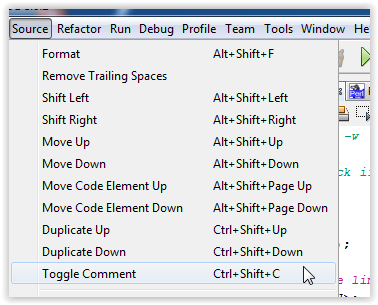 Source Refactor Run Debug Profile Team Tools Window He
Format Alt+Shift+F
Remove Trailing Spaces
Shift Left Alt+Shift+Left
Shift Right Alt+Shift+Right
Move Up Alt+Shift+Up
Move Down Alt+Shift+Down
Move Code Element Up Alt+Shift+Page Up
Move Code Element Down Alt+Shift+Page Down
Duplicate Up Ctrl+Shift+Up
Duplicate Down Ctrl+Shift+Down
Toggle Comment Ctrl+Shift+C
-w
ck i
;
e lin